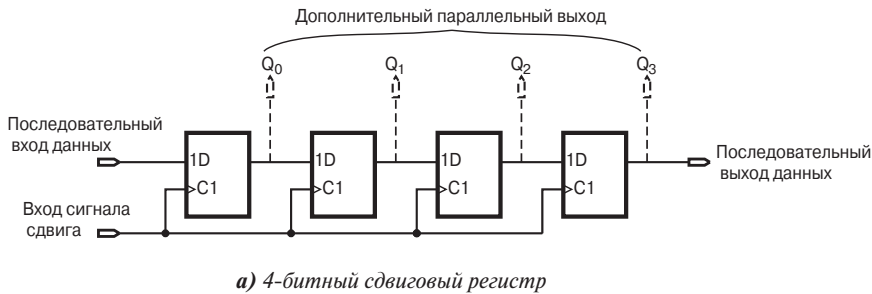 Дополнительный параллельный выход
Q0 Q1 Q2 Q3
Последовательный
вход данных
1D 1D 1D 1D
C1 C1 C1 C1
Последовательный
выход данных
Вход сигнала
сдвига
а) 4-битный сдвиговый регистр